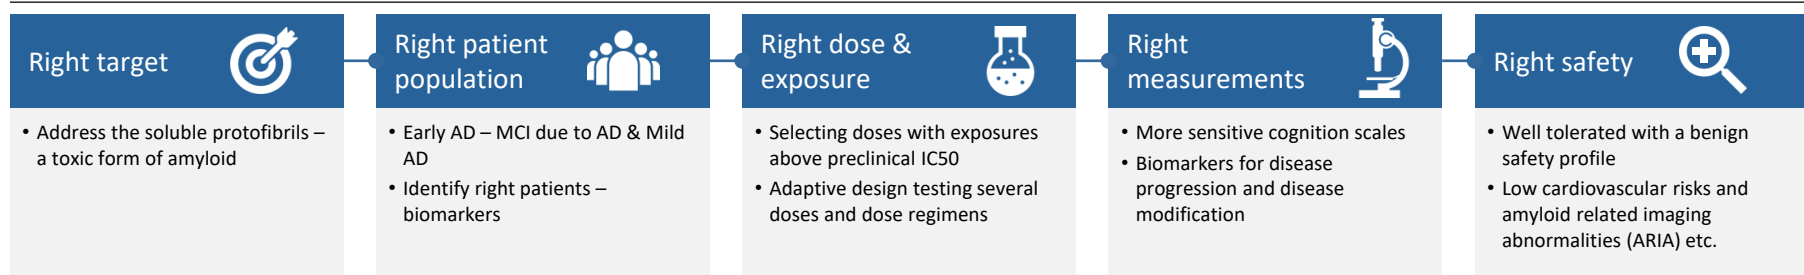 Right target
• Address the soluble protofibrils –
a toxic form of amyloid
Right patient
population
• Early AD – MCI due to AD & Mild
AD
• Identify right patients –
biomarkers
Right dose &
exposure
• Selecting doses with exposures
above preclinical IC50
• Adaptive design testing several
doses and dose regimens
Right
measurements
• More sensitive cognition scales
• Biomarkers for disease
progression and disease
modification
Right safety
• Well tolerated with a benign
safety profile
• Low cardiovascular risks and
amyloid related imaging
abnormalities (ARIA) etc.